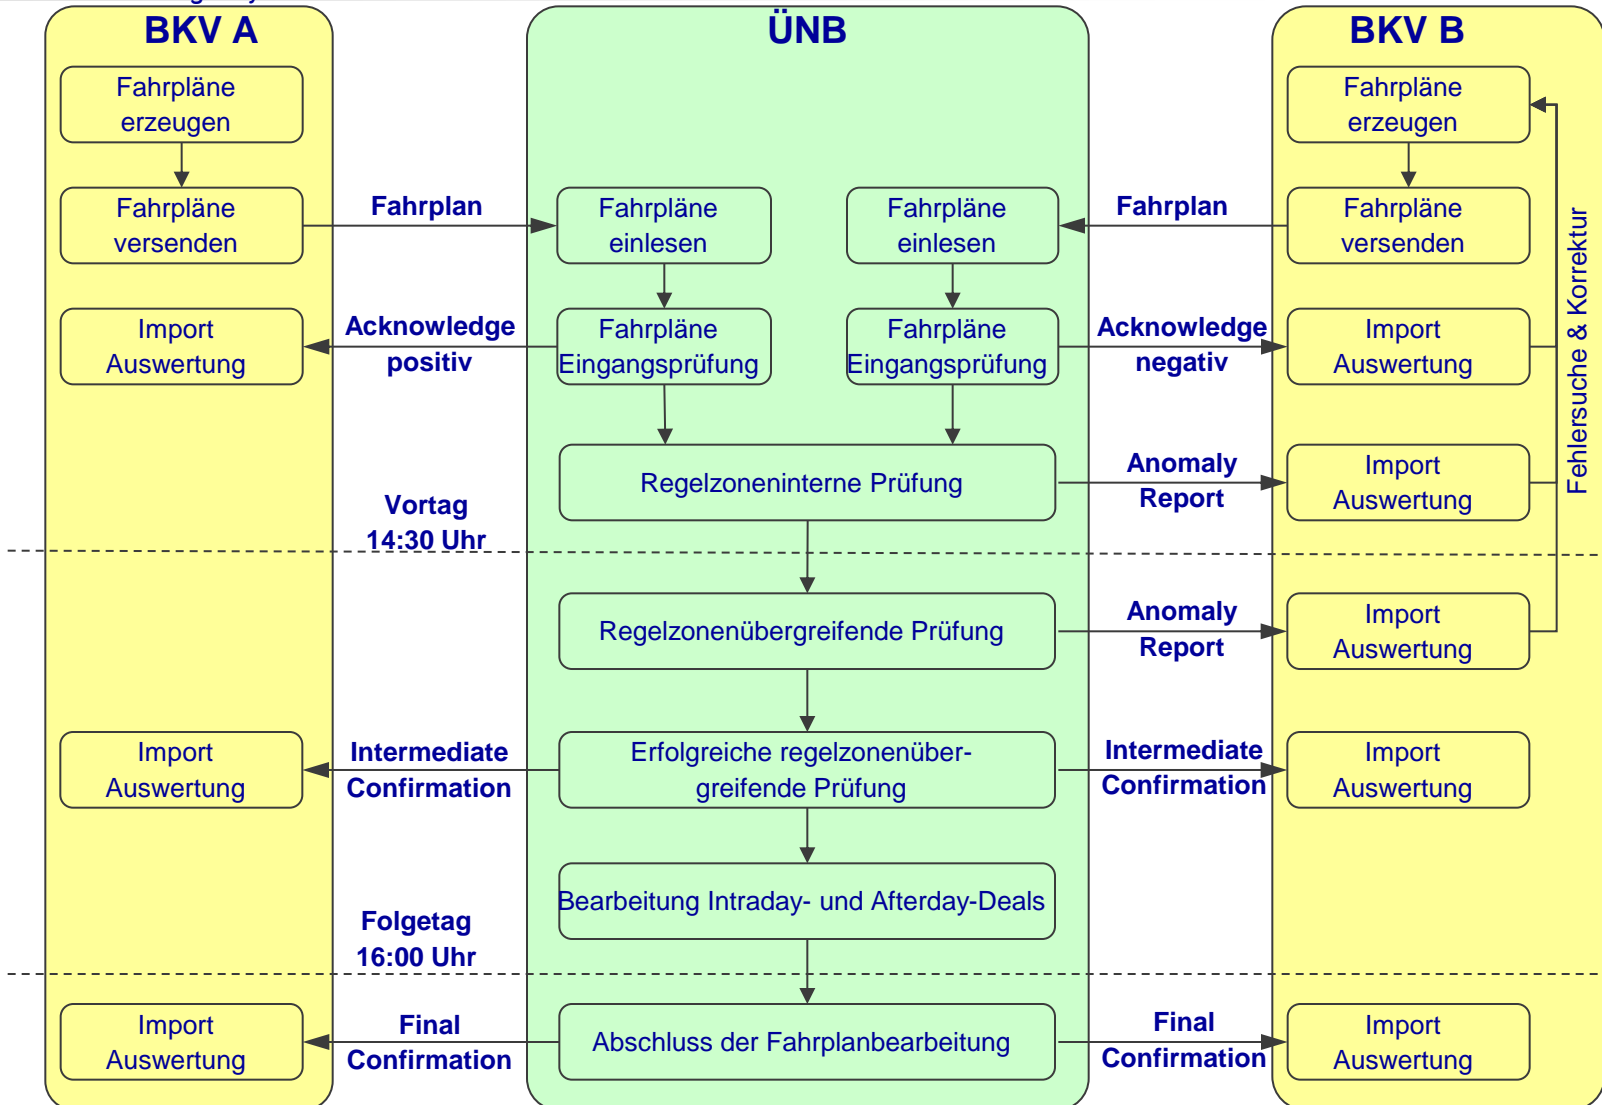 BKV A
ÜNB
BKV B
Fahrpläne
erzeugen
Fahrpläne
erzeugen
Fahrpläne
versenden
Fahrplan
Fahrpläne
einlesen
Fahrpläne
einlesen
Fahrplan
Fahrpläne
versenden
Fehlersuche & Korrektur
Import
Auswertung
Acknowledge
positiv
Fahrpläne
Eingangsprüfung
Fahrpläne
Eingangsprüfung
Acknowledge
negativ
Import
Auswertung
Regelzoneninterne Prüfung
Anomaly
Report
Import
Auswertung
Vortag
14:30 Uhr
Regelzonenübergreifende Prüfung
Anomaly
Report
Import
Auswertung
Import
Auswertung
Intermediate
Confirmation
Erfolgreiche regelzonenüber-
greifende Prüfung
Intermediate
Confirmation
Import
Auswertung
Bearbeitung Intraday- und Afterday-Deals
Folgetag
16:00 Uhr
Import
Auswertung
Final
Confirmation
Abschluss der Fahrplanbearbeitung
Final
Confirmation
Import
Auswertung